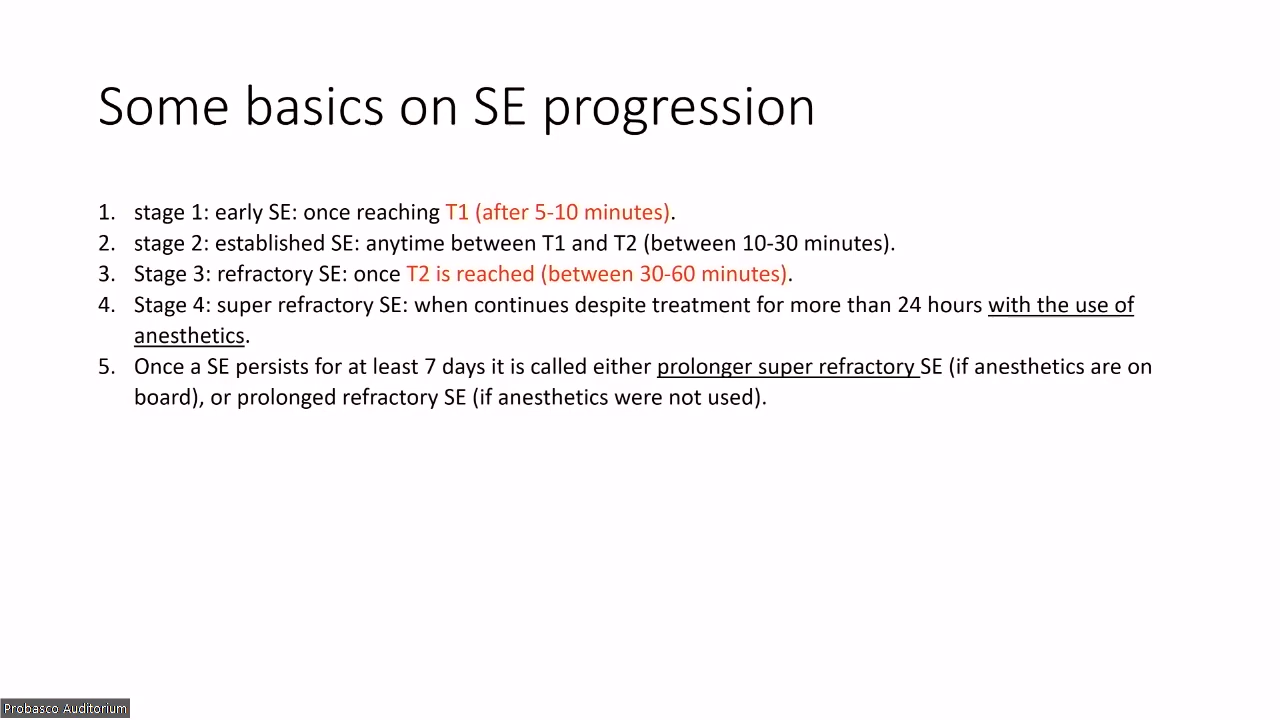 Some basics on SE progression
1. stage 1: early SE: once reaching T1 (after 5-10 minutes).
2. stage 2: established SE: anytime between T1 and T2 (between 10-30 minutes).
3. Stage 3: refractory SE: once T2 is reached (between 30-60 minutes).
4. Stage 4: super refractory SE: when continues despite treatment for more than 24 hours with the use of
anesthetics.
5. Once a SE persists for at least 7 days it is called either prolonger super refractory SE (if anesthetics are on
board), or prolonged refractory SE (if anesthetics were not used).
Probasco Auditorium